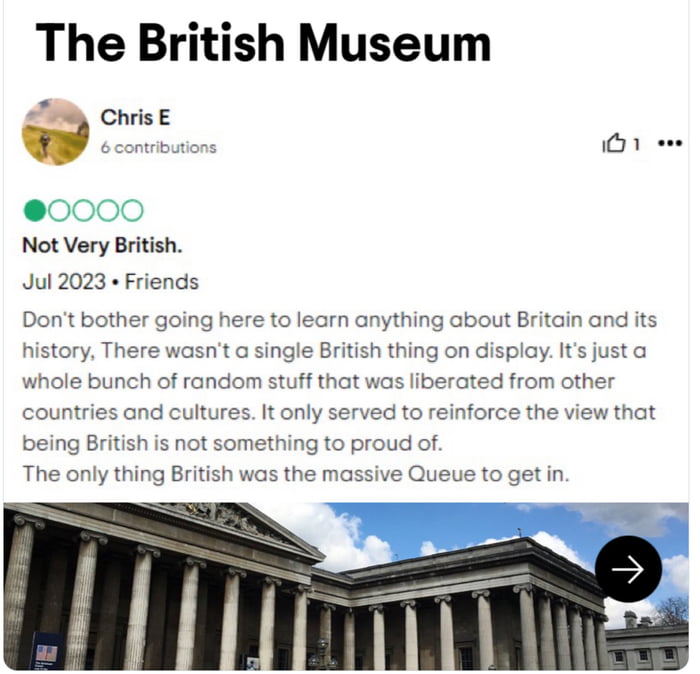 The British Museum
Chris E
6 contributions
1
Not Very British.
Jul 2023 • Friends
Don't bother going here to learn anything about Britain and its
history, There wasn't a single British thing on display. It's just a
whole bunch of random stuff that was liberated from other
countries and cultures. It only served to reinforce the view that
being British is not something to proud of.
The only thing British was the massive Queue to get in.